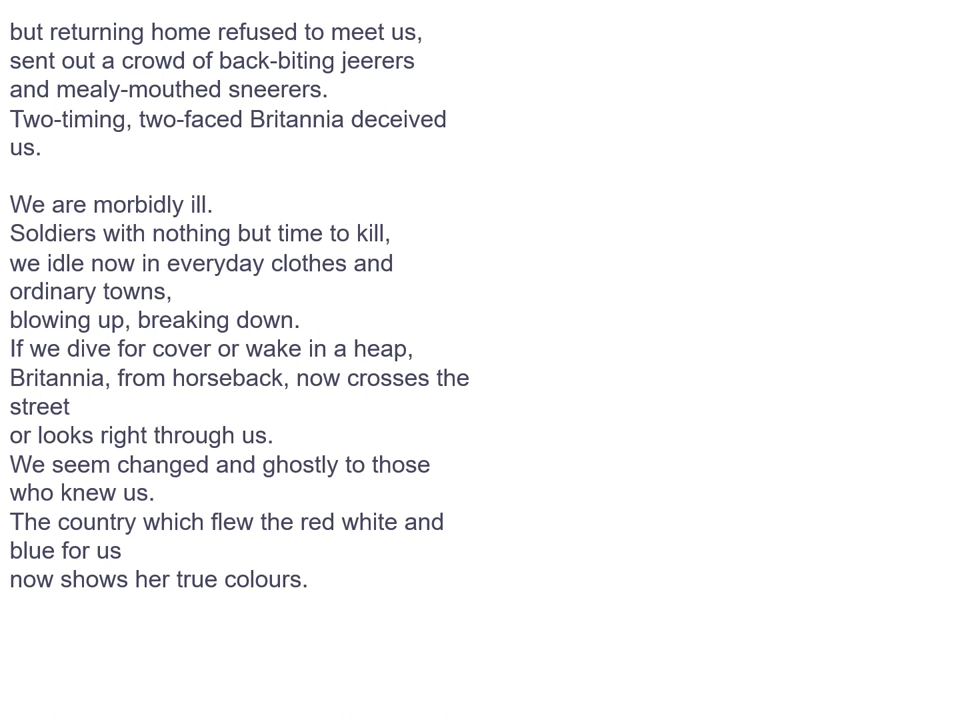 but returning home refused to meet us,
sent out a crowd of back-biting jeerers
and mealy-mouthed sneerers.
Two-timing, two-faced Britannia deceived
us.

We are morbidly ill.
Soldiers with nothing but time to kill,
we idle now in everyday clothes and
ordinary towns,
blowing up, breaking down.
If we dive for cover or wake in a heap,
Britannia, from horseback, now crosses the
street
or looks right through us.
We seem changed and ghostly to those
who knew us.
The country which flew the red white and
blue for us
now shows her true colours.